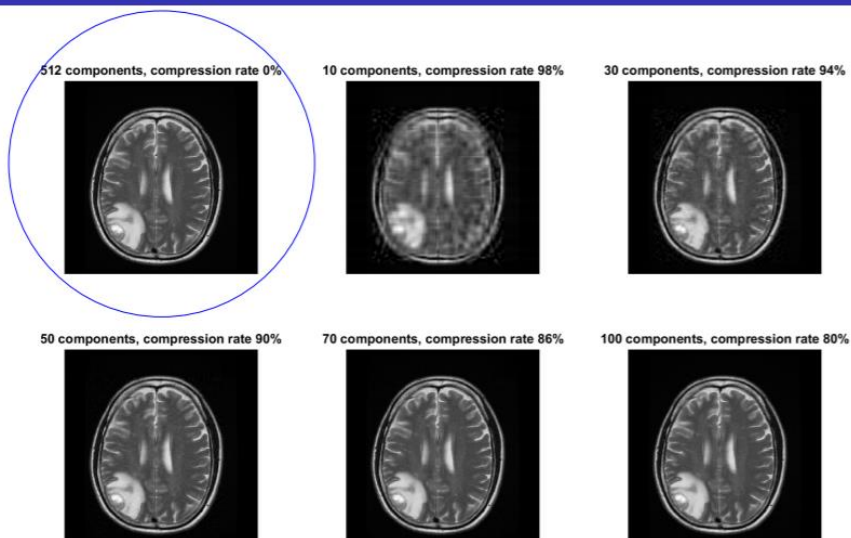 512 components, compression rate 0%
10 components, compression rate 98%
30 components, compression rate 94%
50 components, compression rate 90%
70 components, compression rate 86%
100 components, compression rate 80%